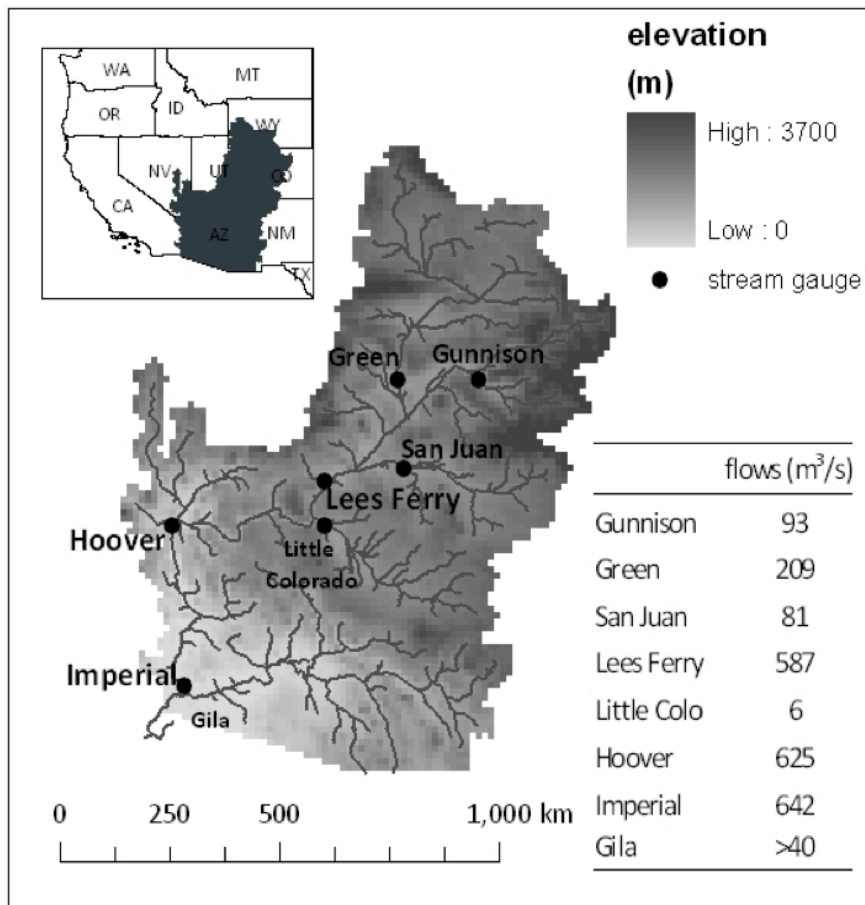 elevation
(m)
High : 3700
Low : 0
stream gauge
WA
MT
OR
ID
WY
NV
UT
CO
CA
AZ
NM
TX
Green
Gunnison
San Juan
Lees Ferry
Hoover
Little
Colorado
Imperial
Gila
flows (m³/s)
Gunnison 93
Green 209
San Juan 81
Lees Ferry 587
Little Colo 6
Hoover 625
Imperial 642
Gila >40
0 250 500 1,000 km